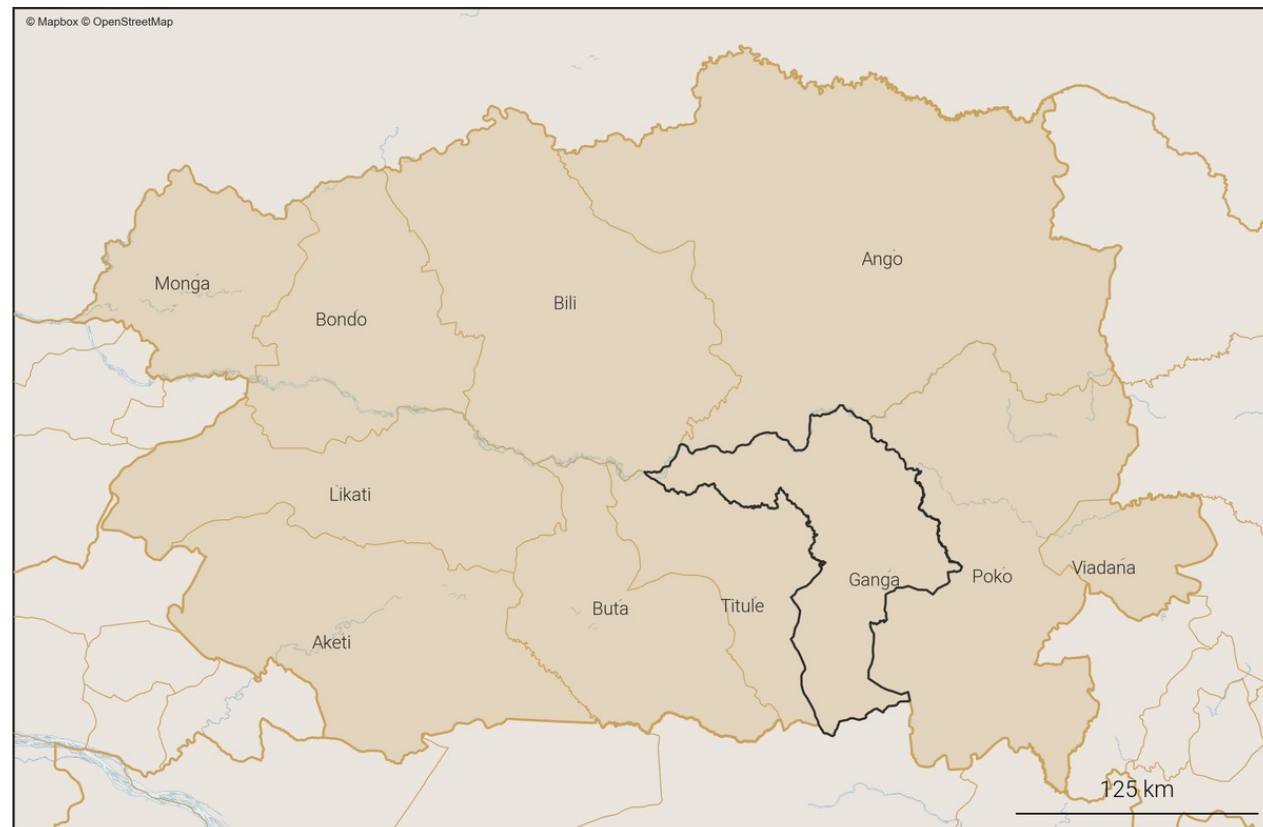 © Mapbox © OpenStreetMap
Ango
Monga
Bili
Bondo
Likati
Viadana
Poko
Ganga
Titule
Buta
Aketi
125 km